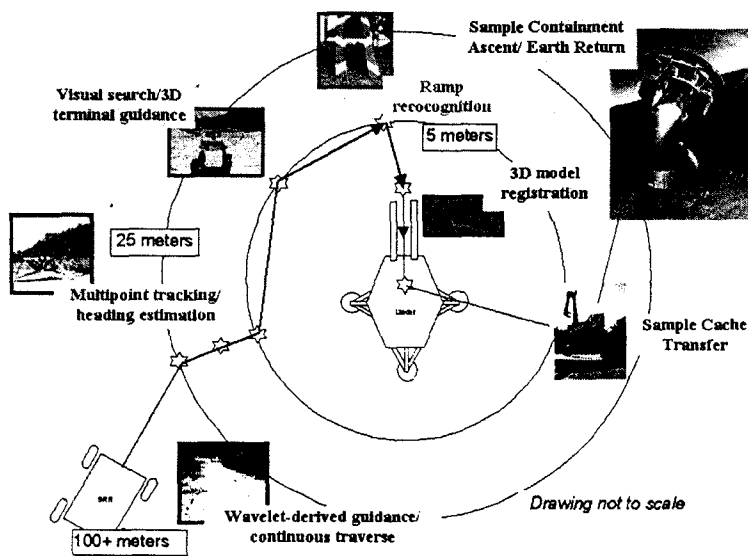 Sample Containment
Ascent/ Earth Return
Visual search/3D
terminal guidance
Ramp
recocognition
5 meters
3D model
registration
25 meters
Multipoint tracking/
heading estimation
Lander
Sample Cache
Transfer
SRR
100+ meters
Wavelet-derived guidance/
continuous traverse
Drawing not to scale